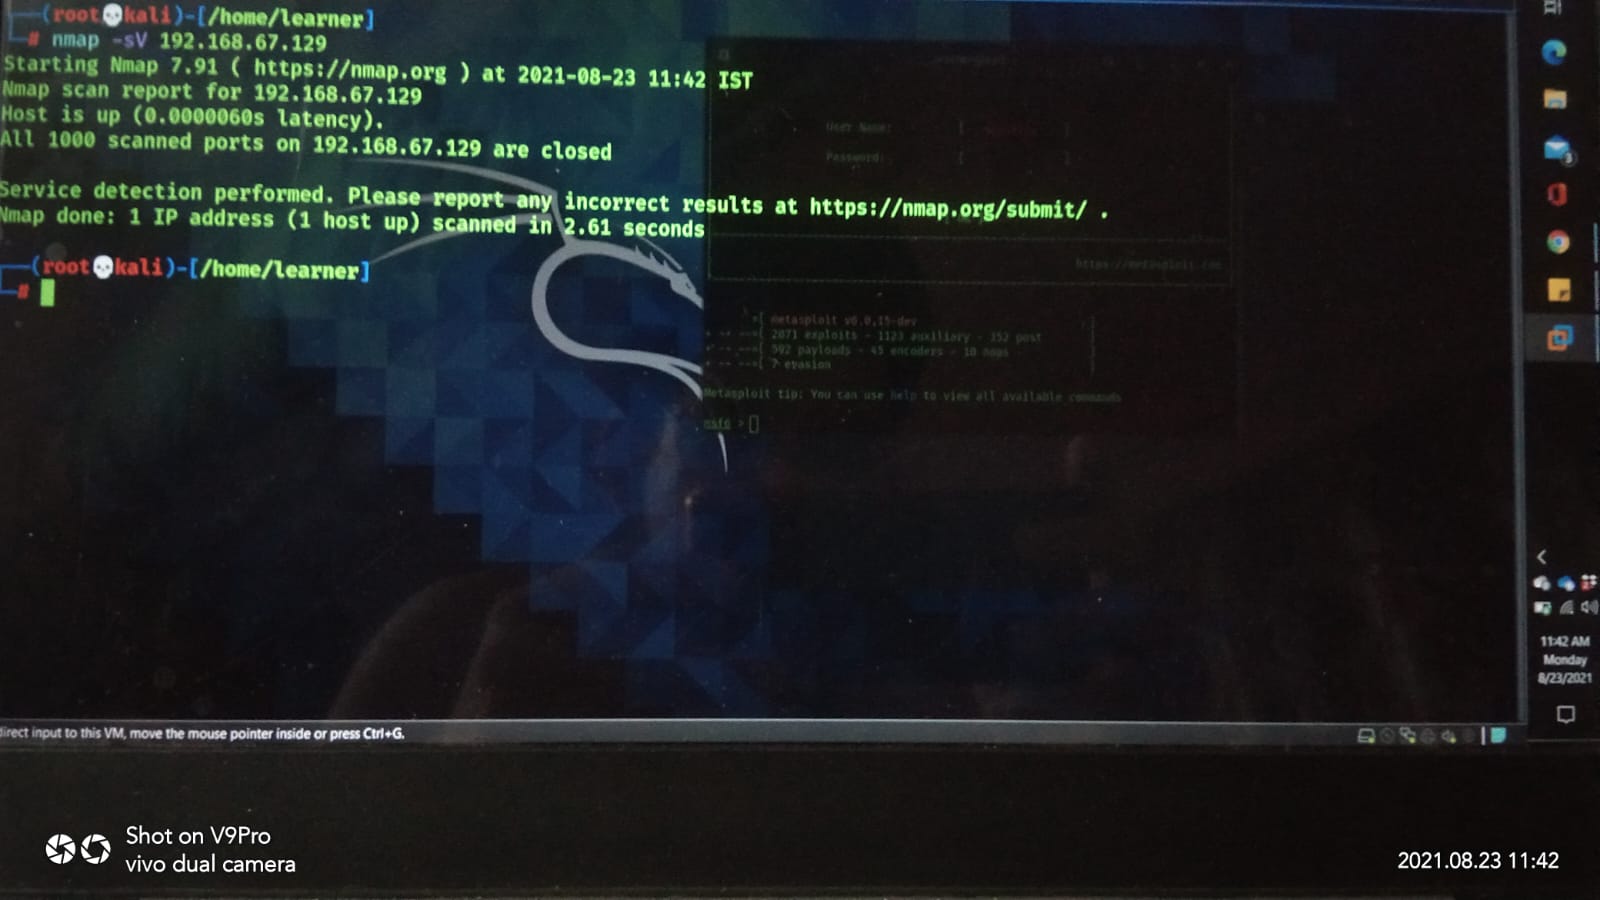 (root💀kali)-[/home/learner]
# nmap -sV 192.168.67.129
Starting Nmap 7.91 ( https://nmap.org ) at 2021-08-23 11:42 IST
Nmap scan report for 192.168.67.129
Host is up (0.0000060s latency).
All 1000 scanned ports on 192.168.67.129 are closed
Service detection performed. Please report any incorrect results at https://nmap.org/submit/ .
Nmap done: 1 IP address (1 host up) scanned in 2.61 seconds
(root💀kali)-[/home/learner]
#
User Name: [ ]
Password: [ ]
https://metasploit.com
=[ metasploit v6.0.15-dev ]
+ -- --=[ 2071 exploits - 1123 auxiliary - 352 post ]
+ -- --=[ 592 payloads - 45 encoders - 10 nops ]
+ -- --=[ 7 evasion ]
Metasploit tip: You can use help to view all available commands
msf6 >
3
11:42 AM
Monday
8/23/2021
direct input to this VM, move the mouse pointer inside or press Ctrl+G.
Shot on V9Pro
vivo dual camera
2021.08.23 11:42